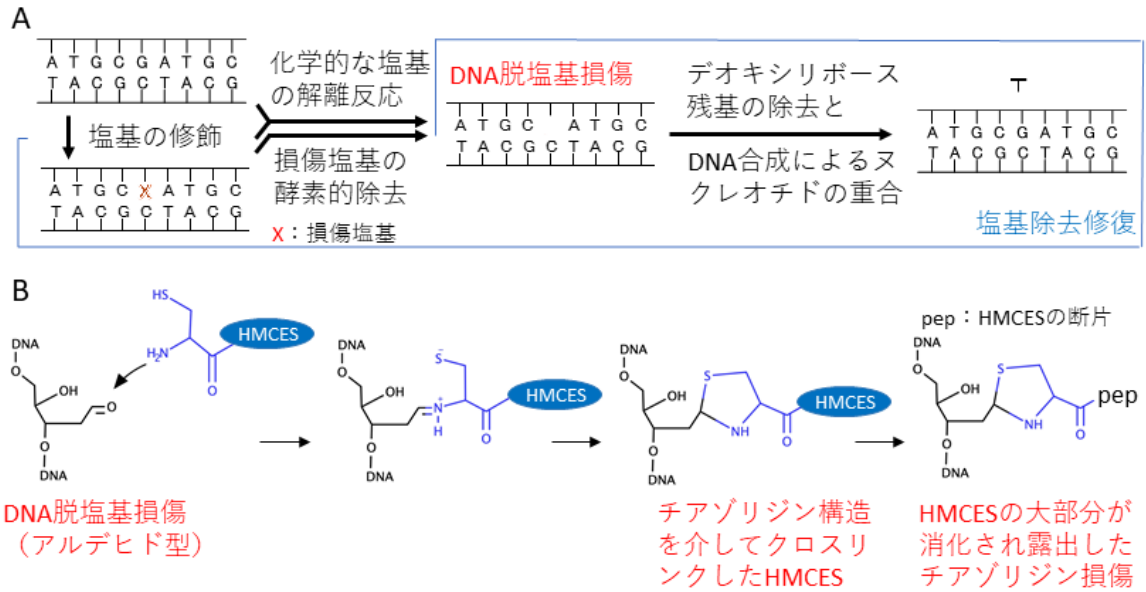 A
A T G C G A T G C
T A C G C T A C G
塩基の修飾
A T G C X A T G C
T A C G C T A C G
化学的な塩基
の解離反応
損傷塩基の
酵素的除去
X：損傷塩基
DNA脱塩基損傷
A T G C A T G C
T A C G C T A C G
デオキシリボース
残基の除去と
DNA合成によるヌ
クレオチドの重合
A T G C G A T G C
T A C G C T A C G
塩基除去修復
B
DNA
O
OH
O
O
DNA
HS
H₂N
O
HMCES
DNA脱塩基損傷
（アルデヒド型）
DNA
O
OH
O
DNA
S⁻
N⁺
H
O
HMCES
DNA
O
OH
O
DNA
S
NH
O
HMCES
チアゾリジン構造
を介してクロスリ
ンクしたHMCES
pep：HMCESの断片
DNA
O
OH
O
DNA
S
NH
O
pep
HMCESの大部分が
消化され露出した
チアゾリジン損傷